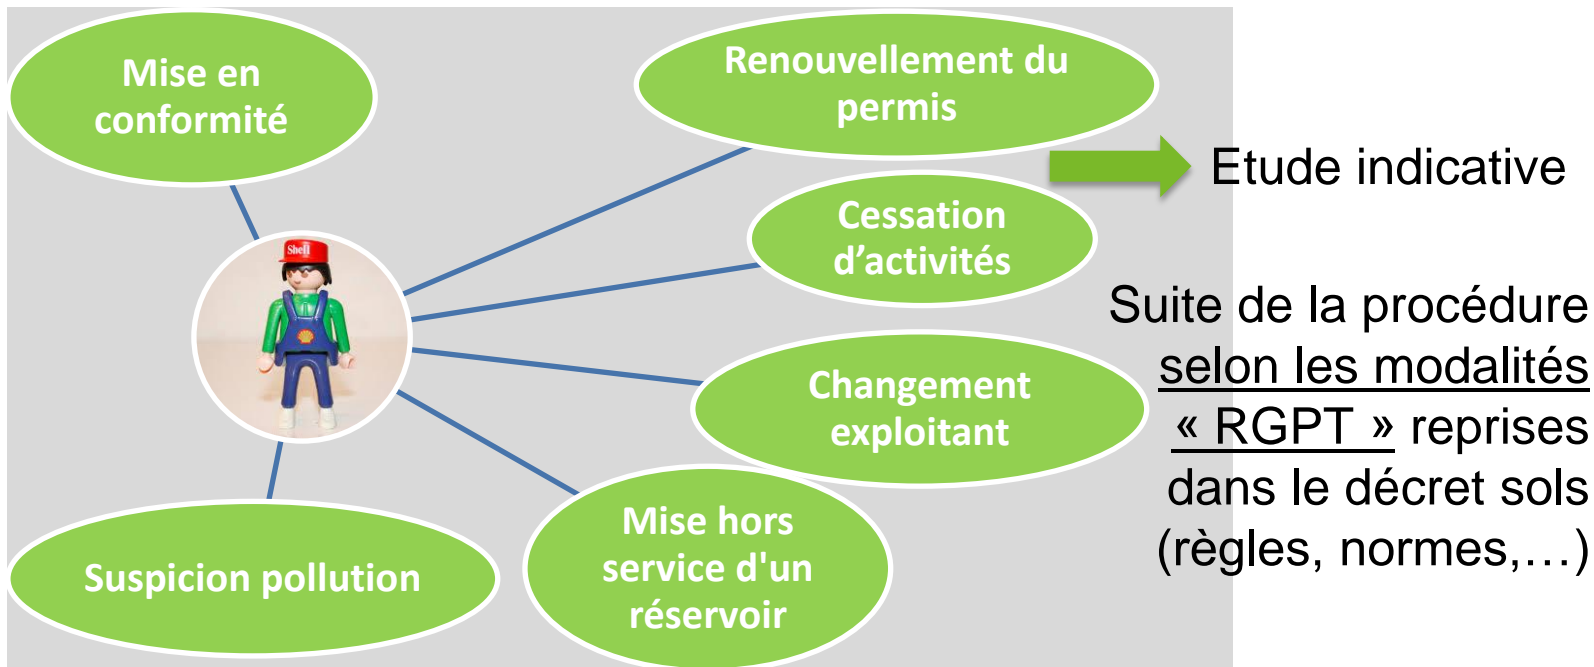 Mise en
conformité
Renouvellement du
permis
Etude indicative
Cessation
d’activités
Shell
Suite de la procédure
selon les modalités
« RGPT » reprises
dans le décret sols
(règles, normes,…)
Changement
exploitant
Mise hors
service d'un
réservoir
Suspicion pollution